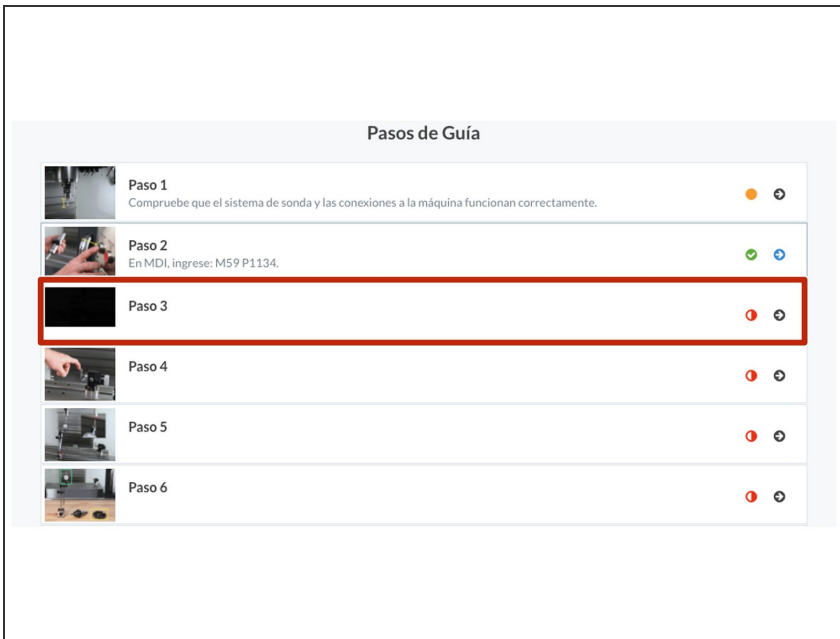 Pasos de Guía
Paso 1
Compruebe que el sistema de sonda y las conexiones a la máquina funcionan correctamente.
Paso 2
En MDI, ingrese: M59 P1134.
Paso 3
Paso 4
Paso 5
Paso 6